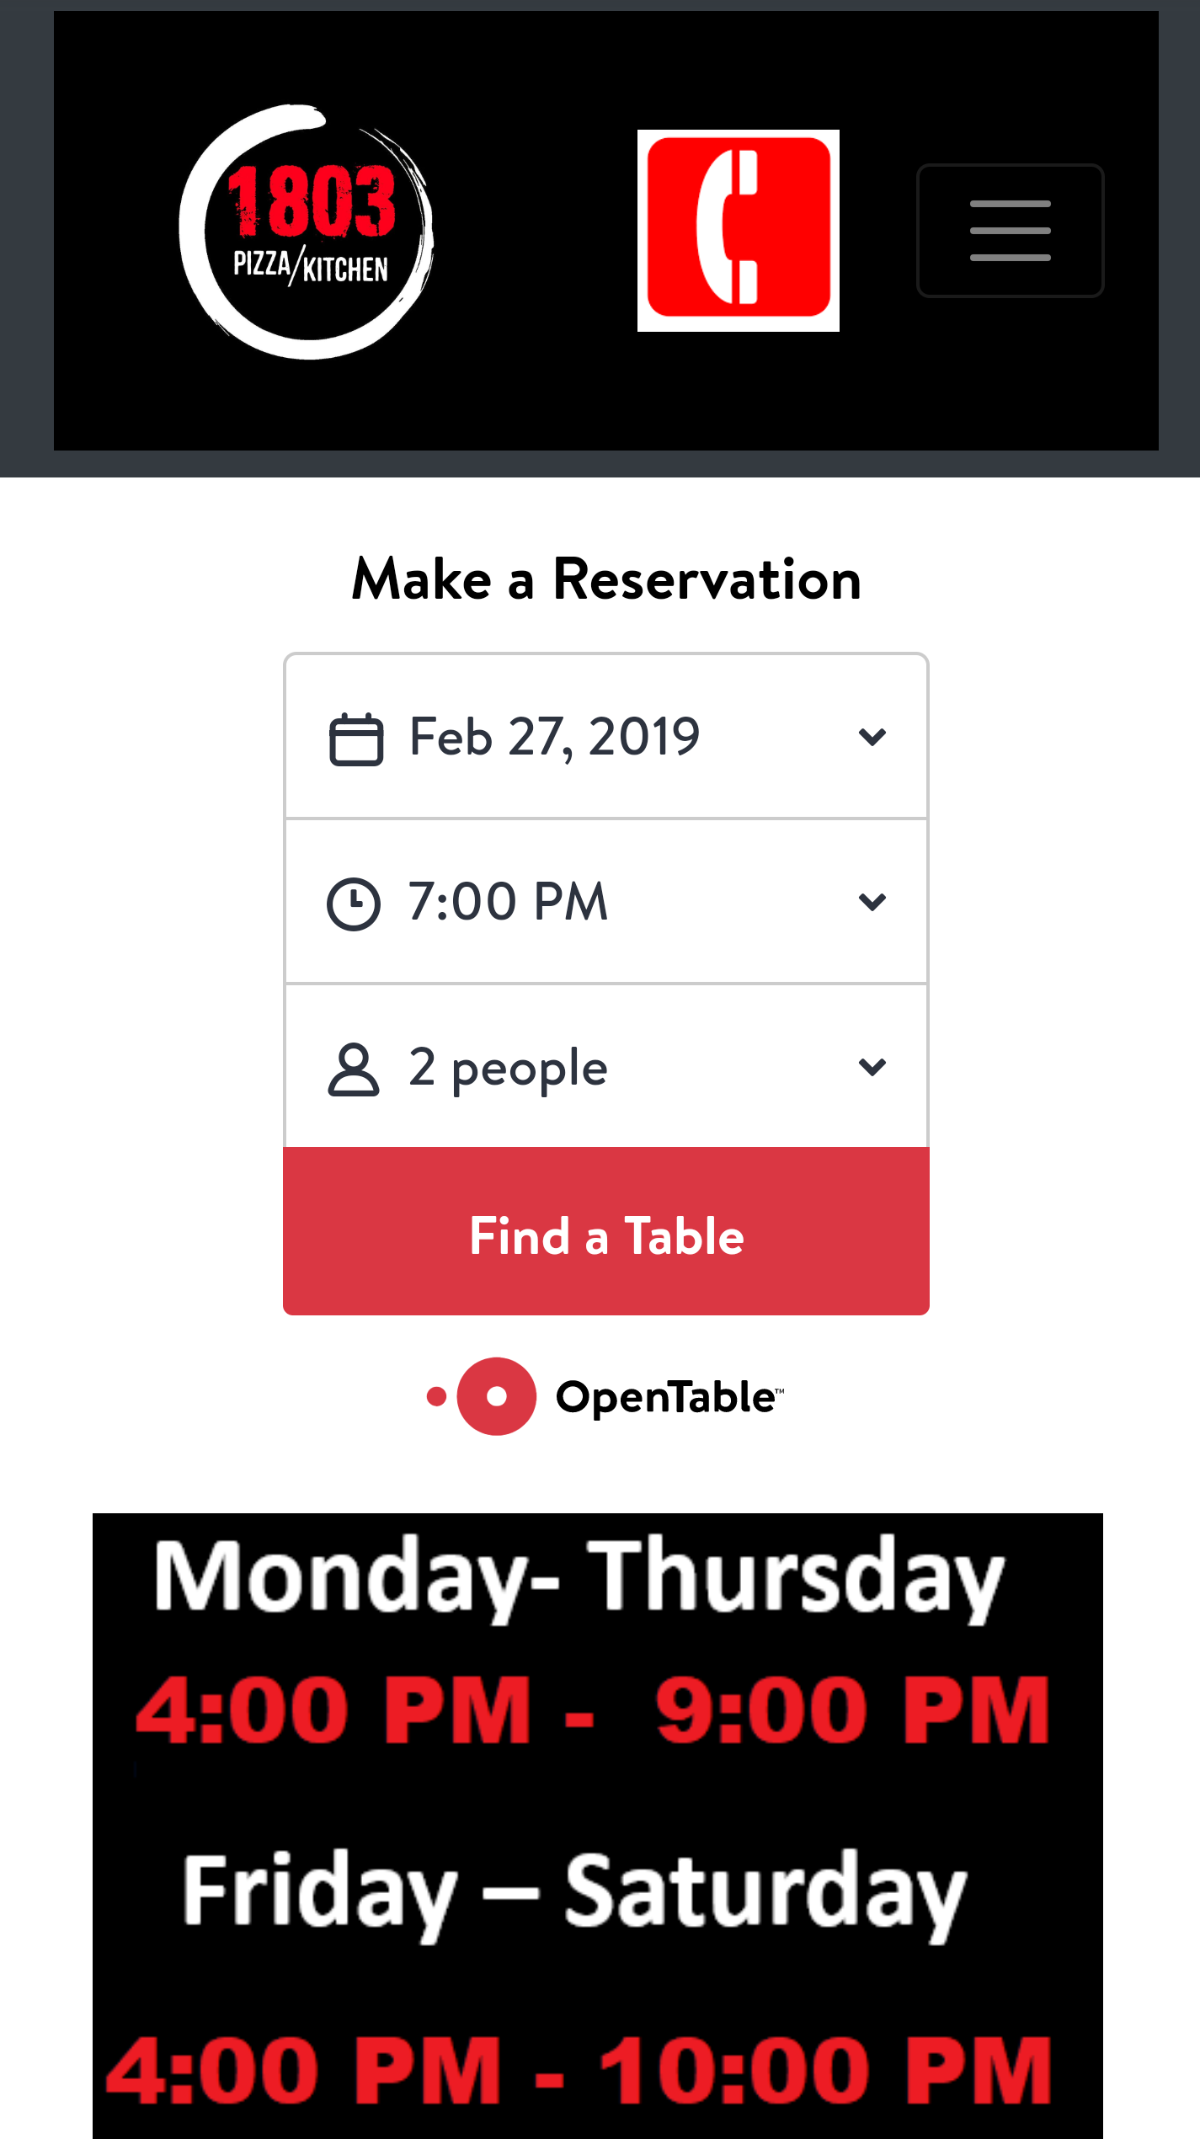 1803
PIZZA/KITCHEN
Make a Reservation
Feb 27, 2019
7:00 PM
2 people
Find a Table
OpenTable™
Monday- Thursday
4:00 PM - 9:00 PM
Friday – Saturday
4:00 PM - 10:00 PM